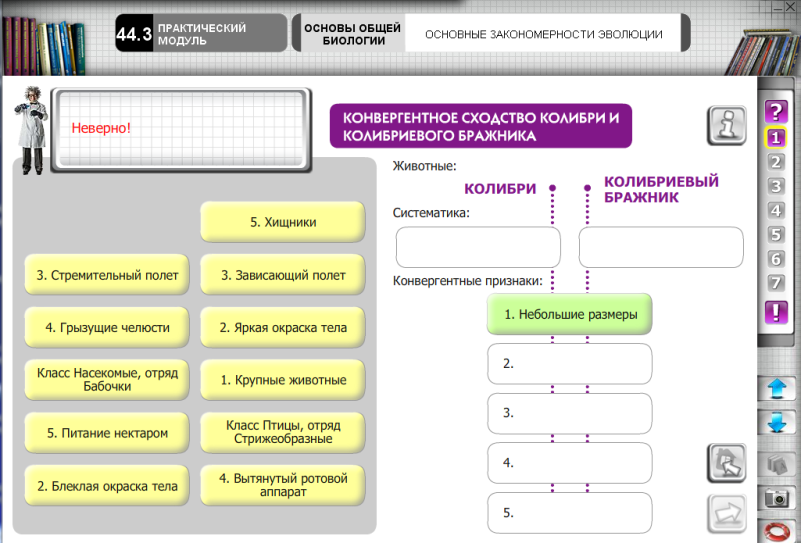 44.3
ПРАКТИЧЕСКИЙ
МОДУЛЬ
ОСНОВЫ ОБЩЕЙ
БИОЛОГИИ
ОСНОВНЫЕ ЗАКОНОМЕРНОСТИ ЭВОЛЮЦИИ
Неверно!
КОНВЕРГЕНТНОЕ СХОДСТВО КОЛИБРИ И
КОЛИБРИЕВОГО БРАЖНИКА
i
Животные:
КОЛИБРИ
КОЛИБРИЕВЫЙ
БРАЖНИК
Систематика:
Конвергентные признаки:
1. Небольшие размеры
2.
3.
4.
5.
5. Хищники
3. Стремительный полет
3. Зависающий полет
4. Грызущие челюсти
2. Яркая окраска тела
Класс Насекомые, отряд
Бабочки
1. Крупные животные
5. Питание нектаром
Класс Птицы, отряд
Стрижеобразные
2. Блеклая окраска тела
4. Вытянутый ротовой
аппарат
?
1
2
3
4
5
6
7
!